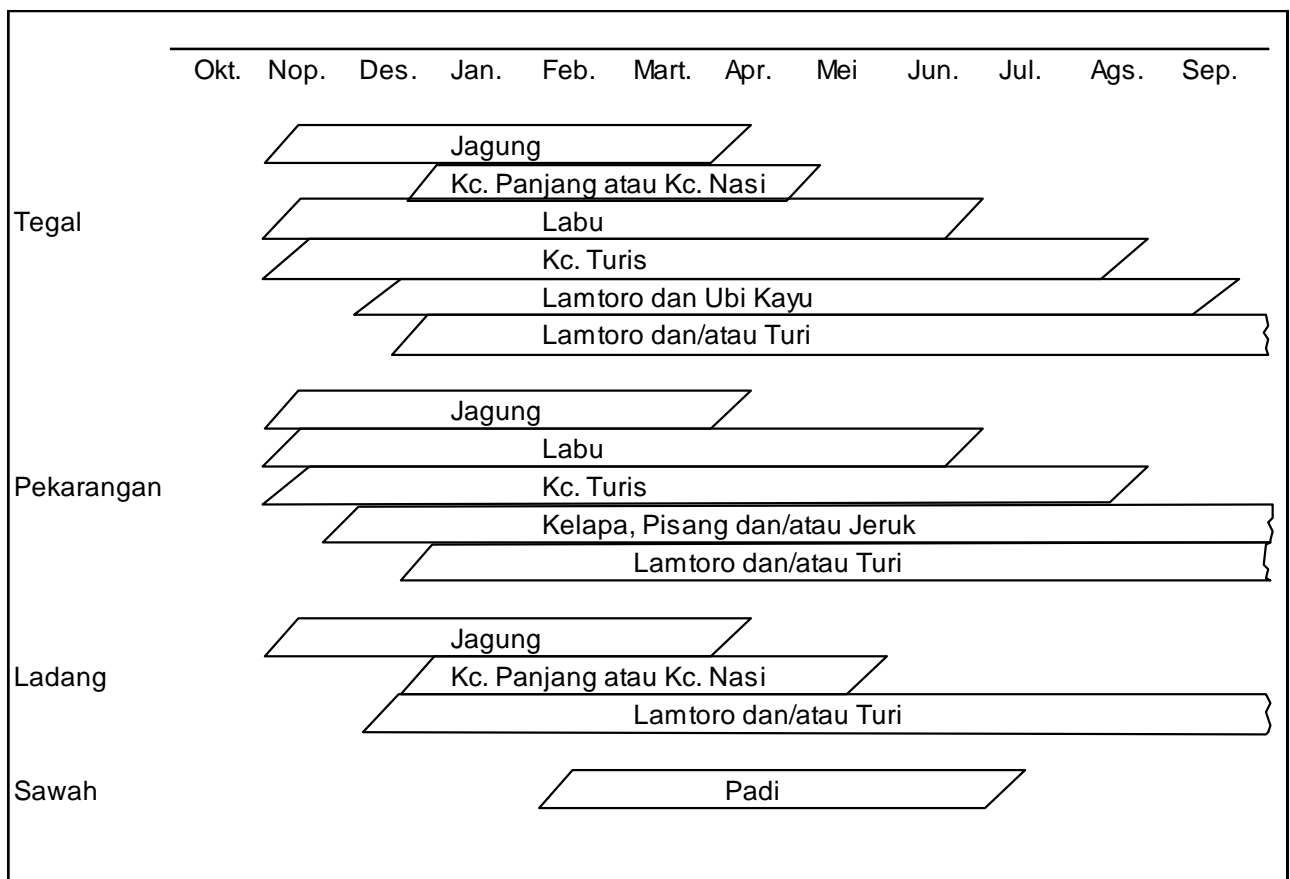 Okt. Nop. Des. Jan. Feb. Mart. Apr. Mei Jun. Jul. Ags. Sep.
Jagung
Kc. Panjang atau Kc. Nasi
Tegal
Labu
Kc. Turis
Lamtoro dan Ubi Kayu
Lamtoro dan/atau Turi
Jagung
Labu
Pekarangan
Kc. Turis
Kelapa, Pisang dan/atau Jeruk
Lamtoro dan/atau Turi
Jagung
Ladang
Kc. Panjang atau Kc. Nasi
Lamtoro dan/atau Turi
Sawah
Padi